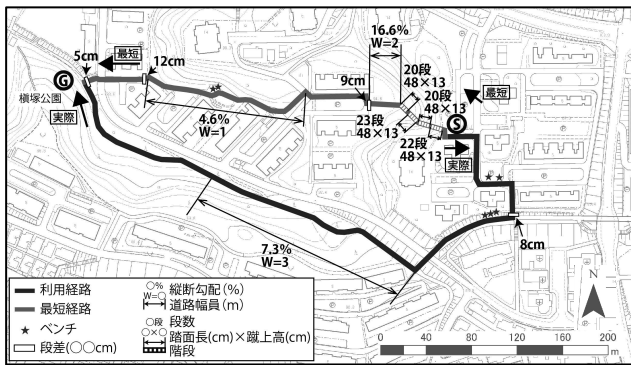 16.6%
W=2
5cm
最短
12cm
G
槇塚公園
実際
9cm
20段
48×13
20段
48×13
最短
4.6%
W=1
23段
48×13
S
22段
48×13
実際
7.3%
W=3
8cm
利用経路
最短経路
ベンチ
段差(○○cm)
○%
W=○
縦断勾配(%)
道路幅員(m)
○段
○×○
段数
踏面長(cm)×蹴上高(cm)
階段
N
0 40 80 120 160 200
(m)